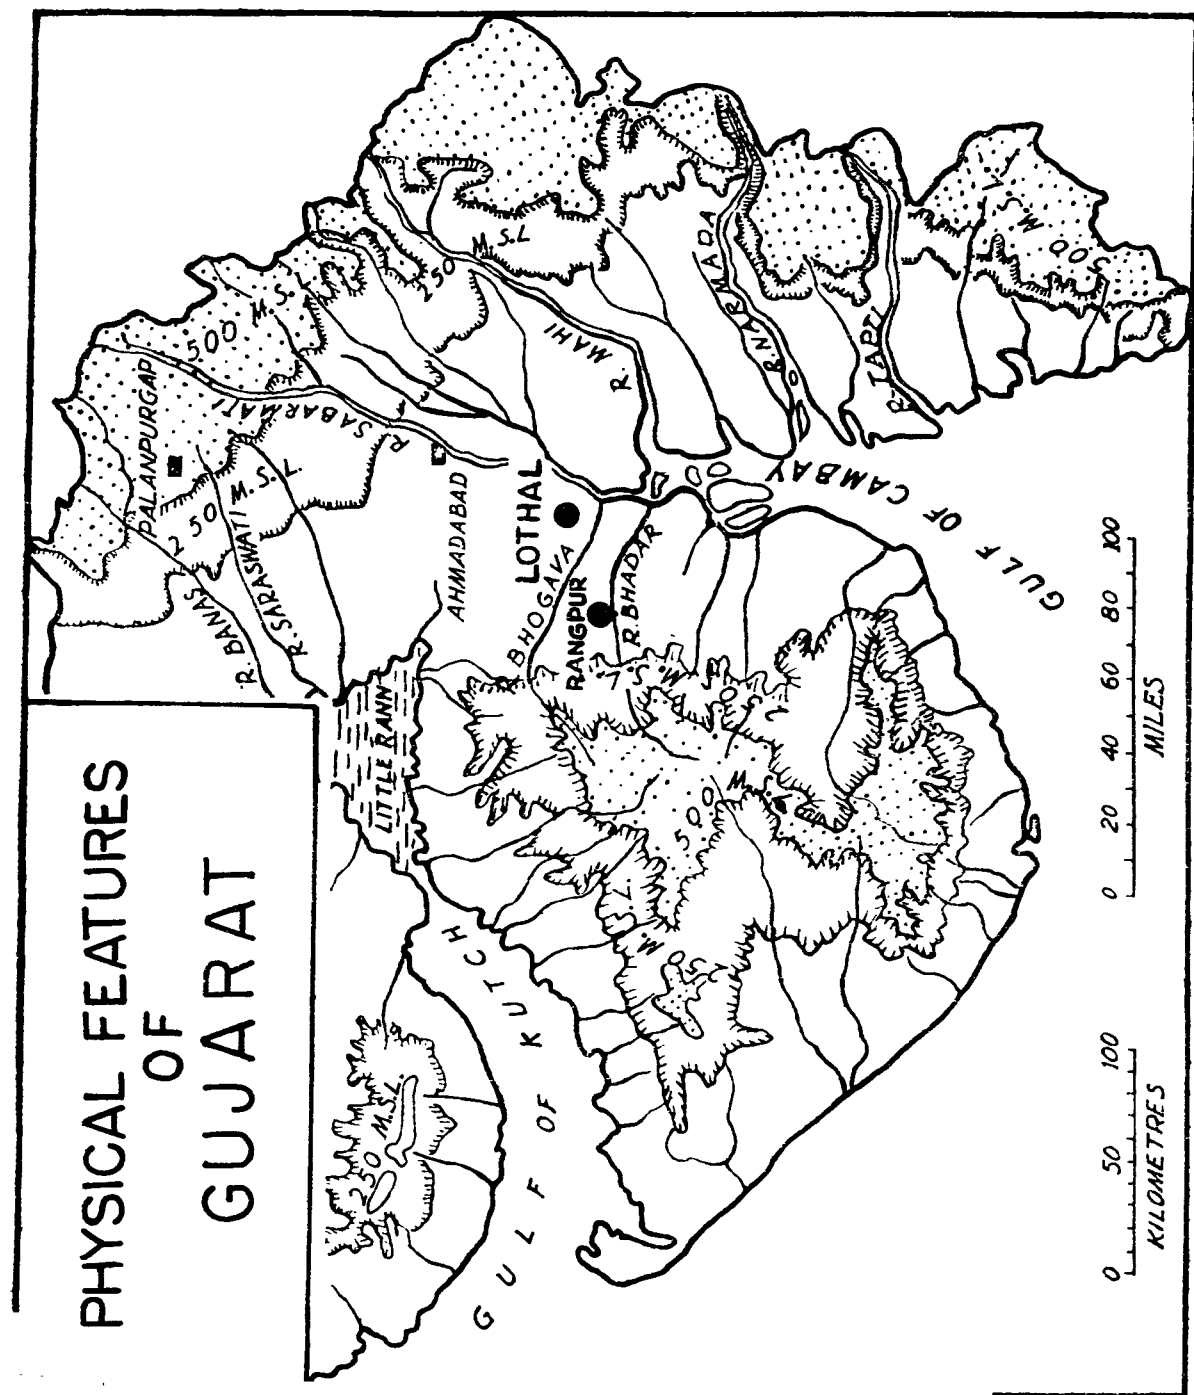 PHYSICAL FEATURES
OF
GUJARAT
PALANPURGAP
500 M.S.L
250 M.S.L.
R. BANAS
R. SARASWATI
R. SABARMATI
AHMADABAD
LITTLE RANN
LOTHAL
BHOGAVA
RANGPUR
R. BHADAR
250 M.S.L
R. MAHI
R. NARMADA
R. TAPTI
500 M.S.L
GULF OF CAMBAY
GULF OF KUTCH
250 M.S.L.
250 M.S.L.
500 M.S.L.
M.S.L.
500
0 20 40 60 80 100
MILES
0 50 100
KILOMETRES